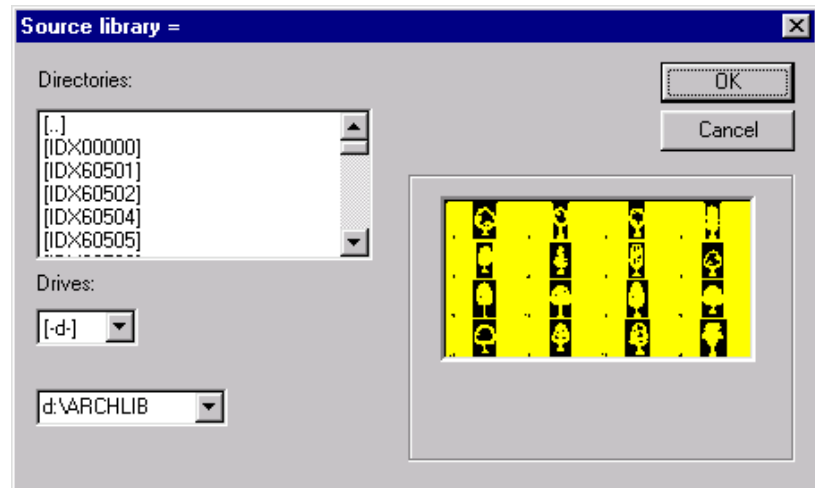 Source library =
Directories:
OK
[..]
[IDX00000]
[IDX60501]
[IDX60502]
[IDX60504]
[IDX60505]
Cancel
Drives:
[-d-]
d:\ARCHLIB